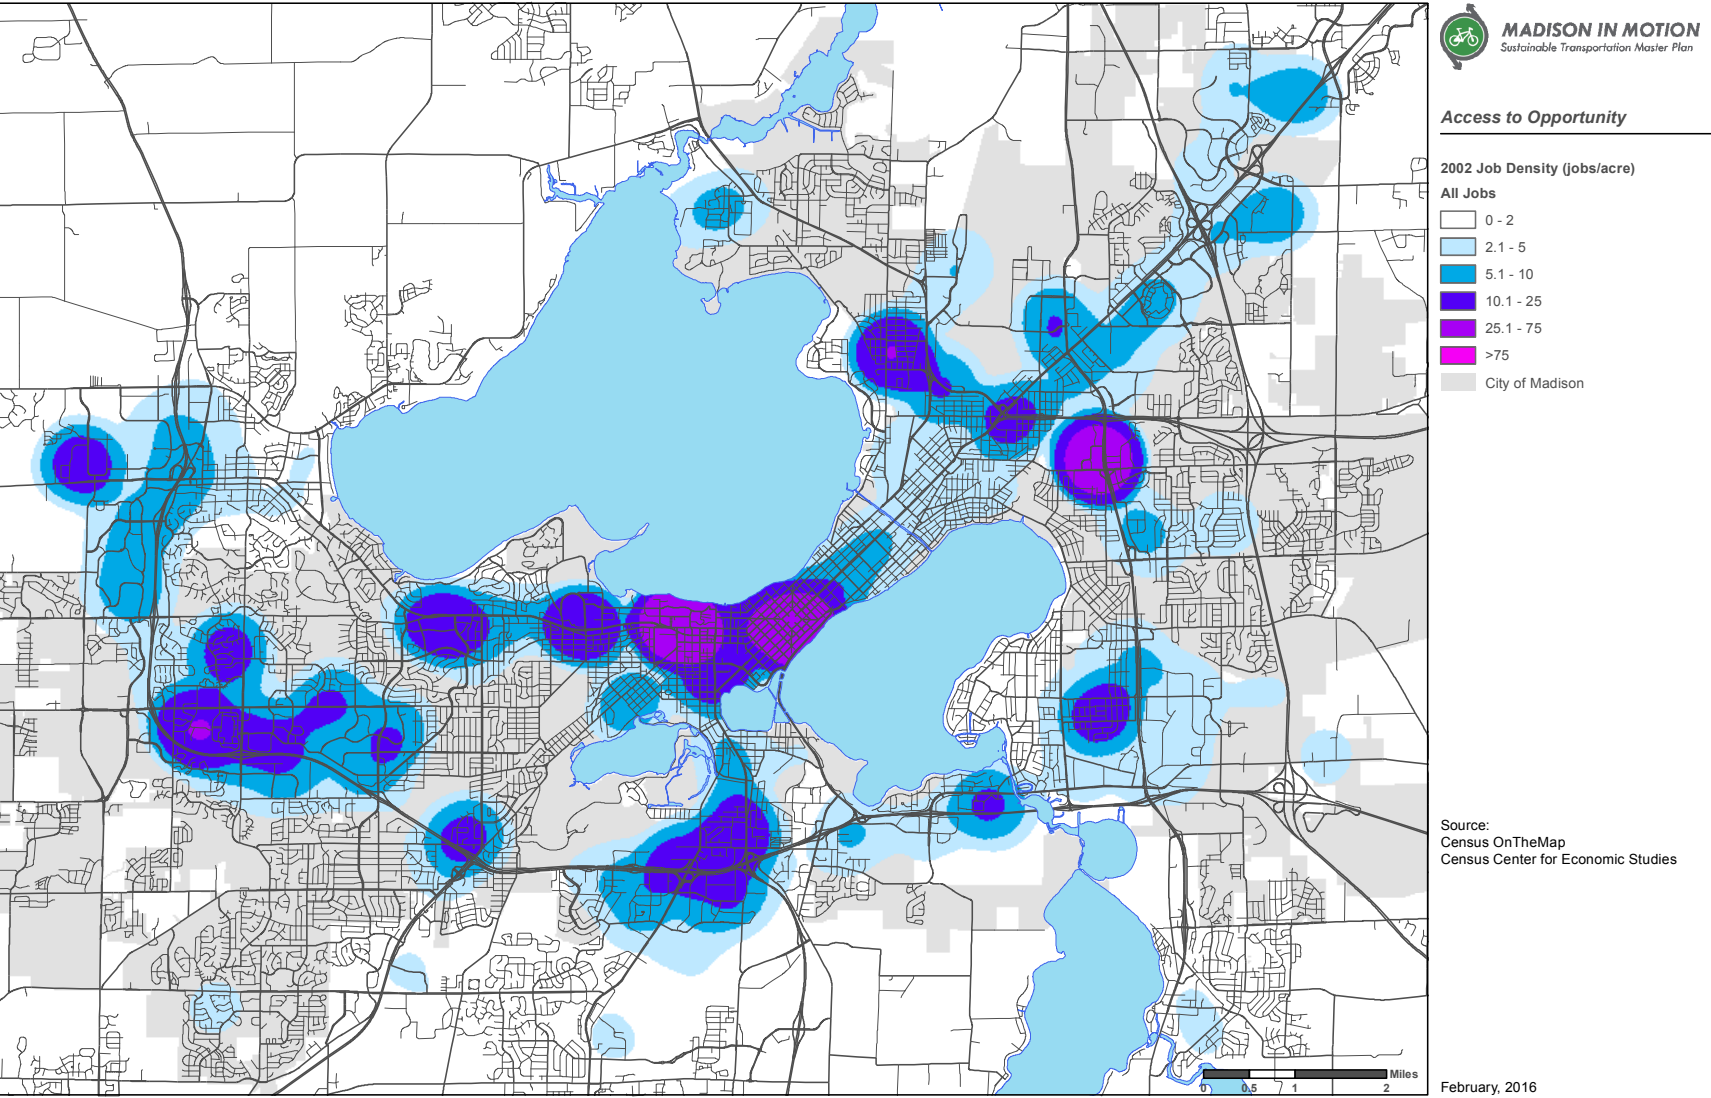 MADISON IN MOTION
Sustainable Transportation Master Plan
Access to Opportunity
2002 Job Density (jobs/acre)
All Jobs
0 - 2
2.1 - 5
5.1 - 10
10.1 - 25
25.1 - 75
>75
City of Madison
Source:
Census OnTheMap
Census Center for Economic Studies
Miles
0 0.5 1 2
February, 2016